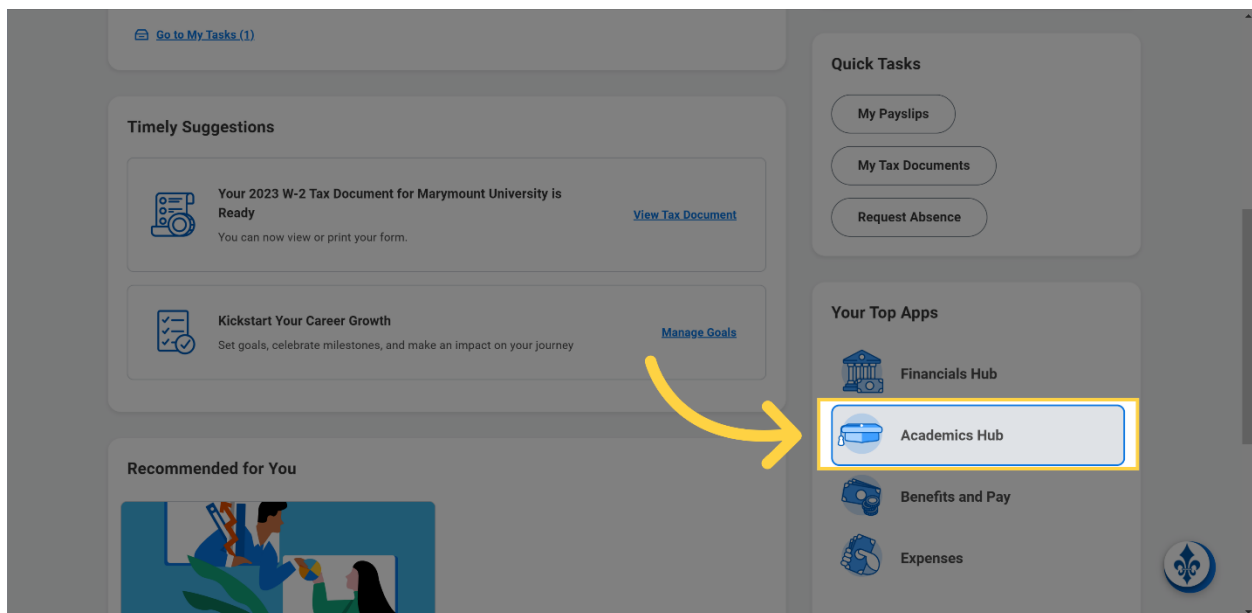 Go to My Tasks (1)
Timely Suggestions
Your 2023 W-2 Tax Document for Marymount University is
Ready
You can now view or print your form.
View Tax Document
Kickstart Your Career Growth
Set goals, celebrate milestones, and make an impact on your journey
Manage Goals
Recommended for You
Quick Tasks
My Payslips
My Tax Documents
Request Absence
Your Top Apps
Financials Hub
Academics Hub
Benefits and Pay
Expenses